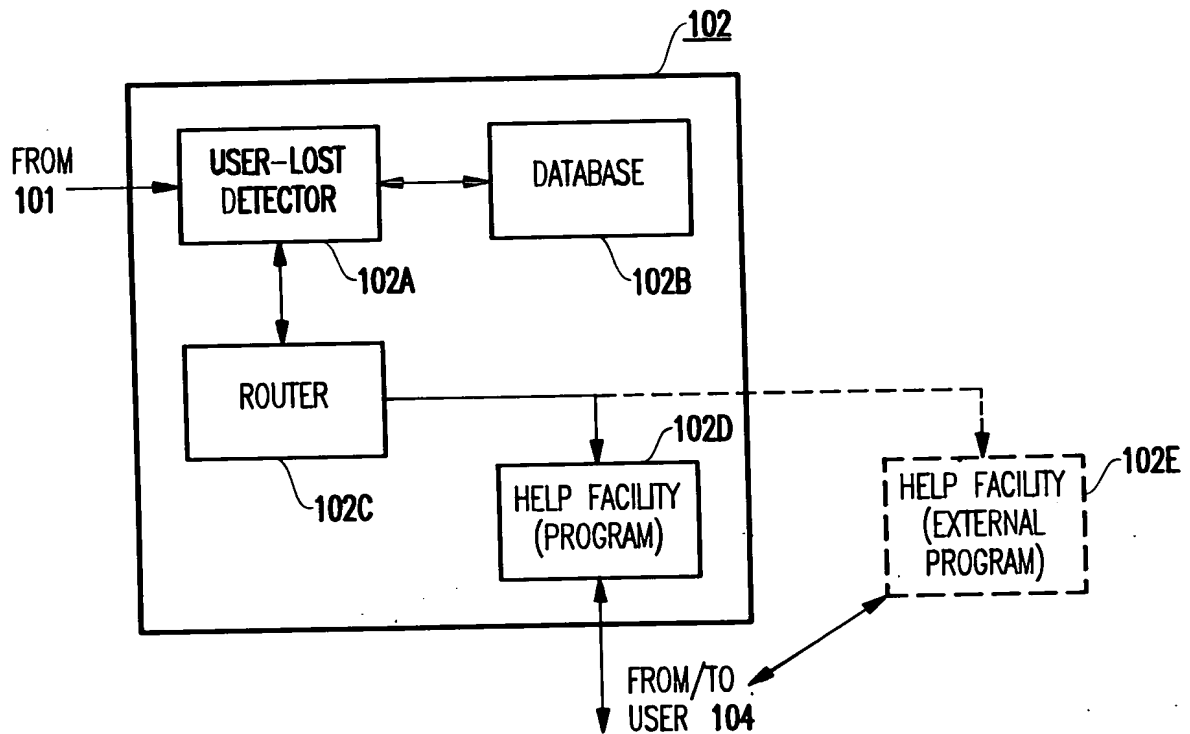 102
FROM
101
USER-LOST
DETECTOR
DATABASE
102A
102B
ROUTER
102C
102D
HELP FACILITY
(PROGRAM)
102E
HELP FACILITY
(EXTERNAL
PROGRAM)
FROM/TO
USER 104